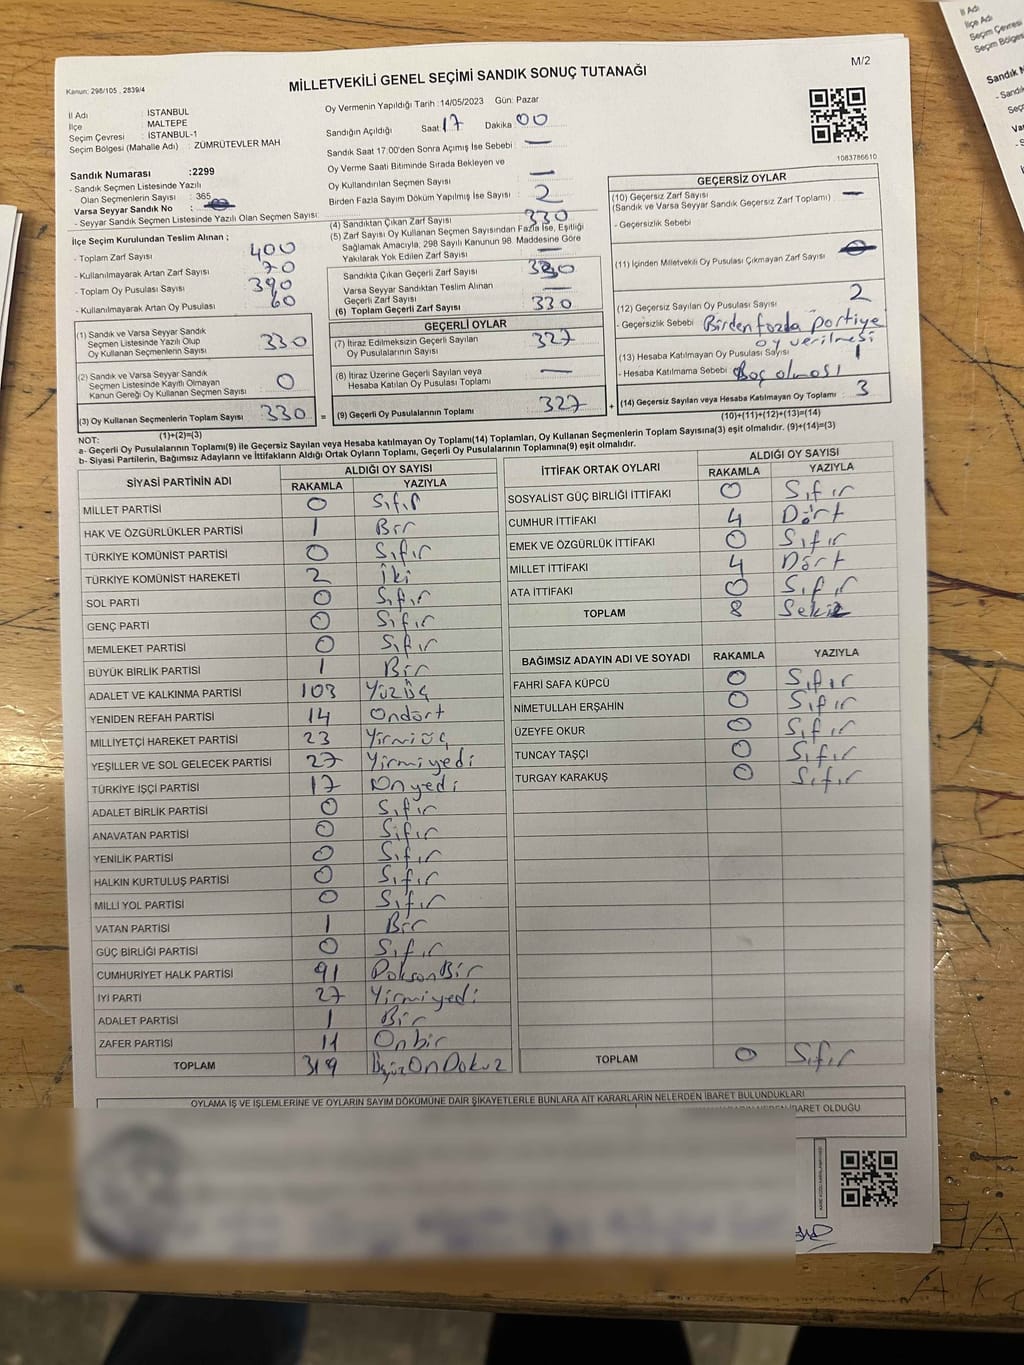 M/2
Kanun: 298/105 , 2839/4
MİLLETVEKİLİ GENEL SEÇİMİ SANDIK SONUÇ TUTANAĞI
İl Adı : İSTANBUL
İlçe : MALTEPE
Seçim Çevresi : İSTANBUL-1
Seçim Bölgesi (Mahalle Adı) : ZÜMRÜTEVLER MAH
Sandık Numarası :2299
- Sandık Seçmen Listesinde Yazılı
Olan Seçmenlerin Sayısı : 365
Varsa Seyyar Sandık No :
- Seyyar Sandık Seçmen Listesinde Yazılı Olan Seçmen Sayısı:
Oy Vermenin Yapıldığı Tarih :14/05/2023 Gün: Pazar
Sandığın Açıldığı Saat 17 Dakika 00
Sandık Saat 17:00'den Sonra Açmış İse Sebebi : —
Oy Verme Saati Bitiminde Sırada Bekleyen ve
Oy Kullandırılan Seçmen Sayısı —
Birden Fazla Sayım Döküm Yapılmış İse Sayısı 2
1083786610
İlçe Seçim Kurulundan Teslim Alınan ;
- Toplam Zarf Sayısı 400
- Kullanılmayarak Artan Zarf Sayısı 70
- Toplam Oy Pusulası Sayısı 390
- Kullanılmayarak Artan Oy Pusulası 60
(4) Sandıktan Çıkan Zarf Sayısı 330
(5) Zarf Sayısı Oy Kullanan Seçmen Sayısından Fazla İse, Eşitliği
Sağlamak Amacıyla, 298 Sayılı Kanunun 98. Maddesine Göre
Yakılarak Yok Edilen Zarf Sayısı —
Sandıkta Çıkan Geçerli Zarf Sayısı 330
Varsa Seyyar Sandıktan Teslim Alınan
Geçerli Zarf Sayısı —
(6) Toplam Geçerli Zarf Sayısı 330
GEÇERSİZ OYLAR
(10) Geçersiz Zarf Sayısı —
(Sandık ve Varsa Seyyar Sandık Geçersiz Zarf Toplamı)
- Geçersizlik Sebebi
(11) İçinden Milletvekili Oy Pusulası Çıkmayan Zarf Sayısı
(12) Geçersiz Sayılan Oy Pusulası Sayısı 2
- Geçersizlik Sebebi Birden fazla partiye
oy verilmesi
(13) Hesaba Katılmayan Oy Pusulası Sayısı 1
- Hesaba Katılmama Sebebi Boş olması
(14) Geçersiz Sayılan veya Hesaba Katılmayan Oy Toplamı 3
(10)+(11)+(12)+(13)=(14)
(1) Sandık ve Varsa Seyyar Sandık
Seçmen Listesinde Yazılı Olup
Oy Kullanan Seçmenlerin Sayısı 330
(2) Sandık ve Varsa Seyyar Sandık
Seçmen Listesinde Kayıtlı Olmayan
Kanun Gereği Oy Kullanan Seçmen Sayısı 0
(3) Oy Kullanan Seçmenlerin Toplam Sayısı 330 =
(1)+(2)=(3)
GEÇERLİ OYLAR
(7) İtiraz Edilmeksizin Geçerli Sayılan
Oy Pusulalarının Sayısı 327
(8) İtiraz Üzerine Geçerli Sayılan veya
Hesaba Katılan Oy Pusulası Toplamı —
(9) Geçerli Oy Pusulalarının Toplamı 327 +
NOT:
a- Geçerli Oy Pusulalarının Toplamı(9) ile Geçersiz Sayılan veya Hesaba katılmayan Oy Toplamı(14) Toplamları, Oy Kullanan Seçmenlerin Toplam Sayısına(3) eşit olmalıdır. (9)+(14)=(3)
b- Siyasi Partilerin, Bağımsız Adayların ve İttifakların Aldığı Ortak Oyların Toplamı, Geçerli Oy Pusulalarının Toplamına(9) eşit olmalıdır.
SİYASİ PARTİNİN ADI ALDIĞI OY SAYISI
RAKAMLA YAZIYLA
MİLLET PARTİSİ 0 Sıfır
HAK VE ÖZGÜRLÜKLER PARTİSİ 1 Bir
TÜRKİYE KOMÜNİST PARTİSİ 0 Sıfır
TÜRKİYE KOMÜNİST HAREKETİ 2 İki
SOL PARTİ 0 Sıfır
GENÇ PARTİ 0 Sıfır
MEMLEKET PARTİSİ 0 Sıfır
BÜYÜK BİRLİK PARTİSİ 1 Bir
ADALET VE KALKINMA PARTİSİ 103 Yüzüç
YENİDEN REFAH PARTİSİ 14 Ondört
MİLLİYETÇİ HAREKET PARTİSİ 23 Yirmiüç
YEŞİLLER VE SOL GELECEK PARTİSİ 27 Yirmiyedi
TÜRKİYE İŞÇİ PARTİSİ 17 Onyedi
ADALET BİRLİK PARTİSİ 0 Sıfır
ANAVATAN PARTİSİ 0 Sıfır
YENİLİK PARTİSİ 0 Sıfır
HALKIN KURTULUŞ PARTİSİ 0 Sıfır
MİLLİ YOL PARTİSİ 0 Sıfır
VATAN PARTİSİ 1 Bir
GÜÇ BİRLİĞİ PARTİSİ 0 Sıfır
CUMHURİYET HALK PARTİSİ 91 DoksanBir
İYİ PARTİ 27 Yirmiyedi
ADALET PARTİSİ 1 Bir
ZAFER PARTİSİ 11 Onbir
TOPLAM 319 ÜçyüzOnDokuz
İTTİFAK ORTAK OYLARI ALDIĞI OY SAYISI
RAKAMLA YAZIYLA
SOSYALİST GÜÇ BİRLİĞİ İTTİFAKI 0 Sıfır
CUMHUR İTTİFAKI 4 Dört
EMEK VE ÖZGÜRLÜK İTTİFAKI 0 Sıfır
MİLLET İTTİFAKI 4 Dört
ATA İTTİFAKI 0 Sıfır
TOPLAM 8 Sekiz
BAĞIMSIZ ADAYIN ADI VE SOYADI RAKAMLA YAZIYLA
FAHRİ SAFA KÜPCÜ 0 Sıfır
NİMETULLAH ERŞAHİN 0 Sıfır
ÜZEYFE OKUR 0 Sıfır
TUNCAY TAŞÇI 0 Sıfır
TURGAY KARAKUŞ 0 Sıfır
TOPLAM 0 Sıfır
OYLAMA İŞ VE İŞLEMLERİNE VE OYLARIN SAYIM DÖKÜMÜNE DAİR ŞİKAYETLERLE BUNLARA AİT KARARLARIN NELERDEN İBARET BULUNDUKLARI
İBARET OLDUĞU
İl Adı
İlçe Adı
Seçim Çevresi